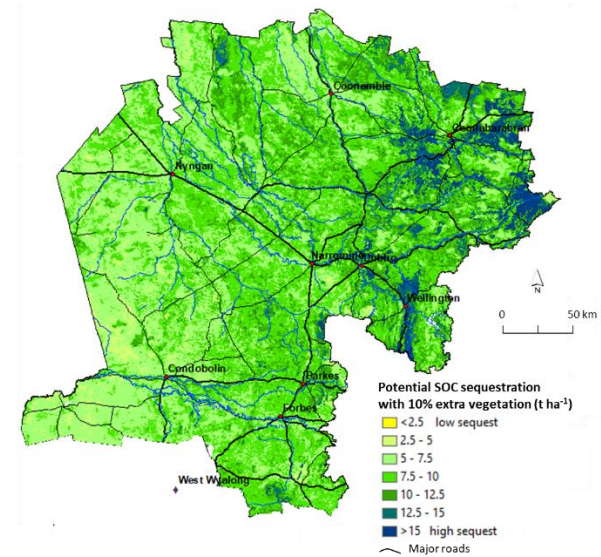 Coonamble
Coonabarabran
Nyngan
Narromine
Dubbo
Wellington
N
0 50 km
Condobolin
Parkes
Forbes
West Wyalong
Potential SOC sequestration
with 10% extra vegetation (t ha⁻¹)
<2.5 low sequest
2.5 - 5
5 - 7.5
7.5 - 10
10 - 12.5
12.5 - 15
>15 high sequest
Major roads